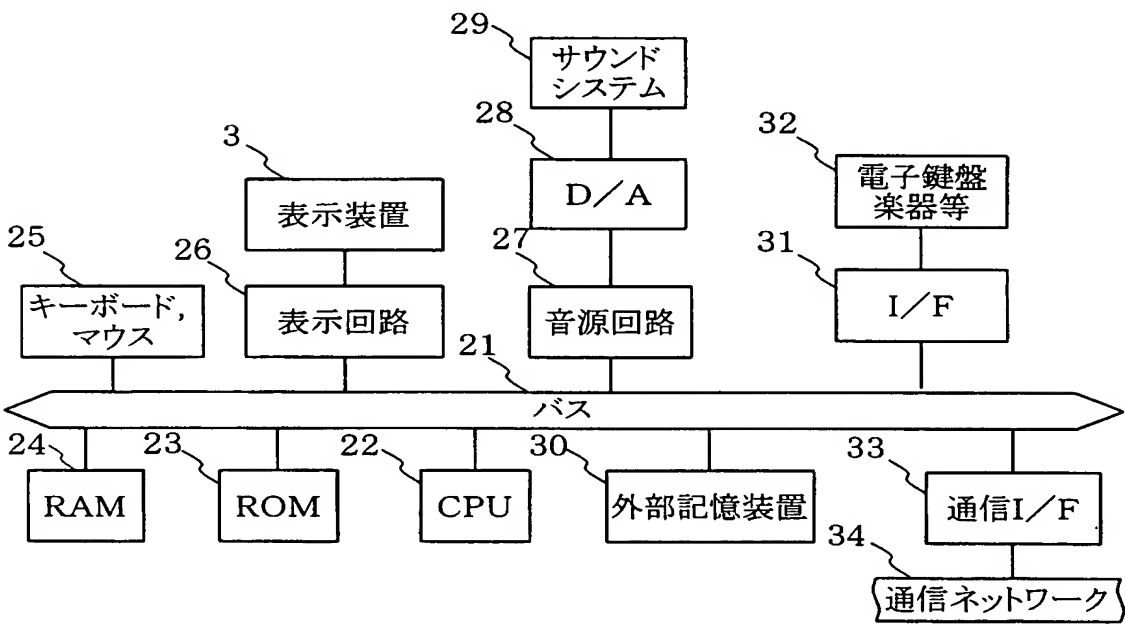 29
サウンド
システム
28
D／A
3
表示装置
32
電子鍵盤
楽器等
25
キーボード,
マウス
26
表示回路
27
音源回路
31
I／F
21
バス
24
RAM
23
ROM
22
CPU
30
外部記憶装置
33
通信I／F
34
通信ネットワーク